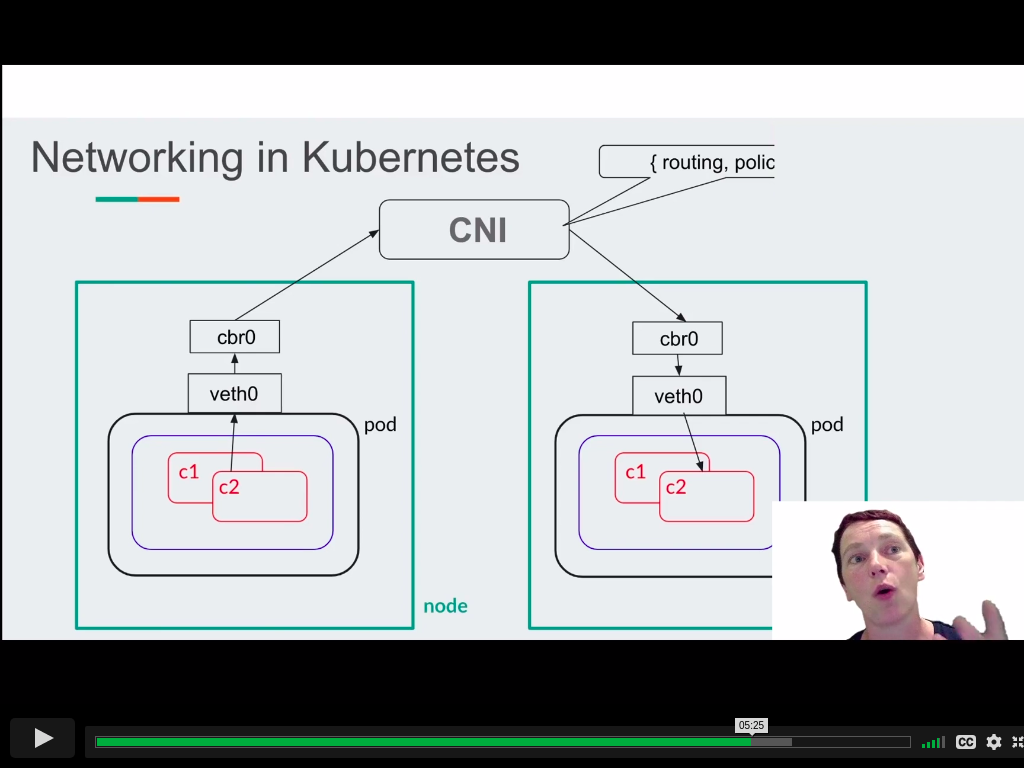 Networking in Kubernetes
{ routing, polic
CNI
cbr0
cbr0
veth0
veth0
pod
pod
c1
c2
c1
c2
node
05:25
CC